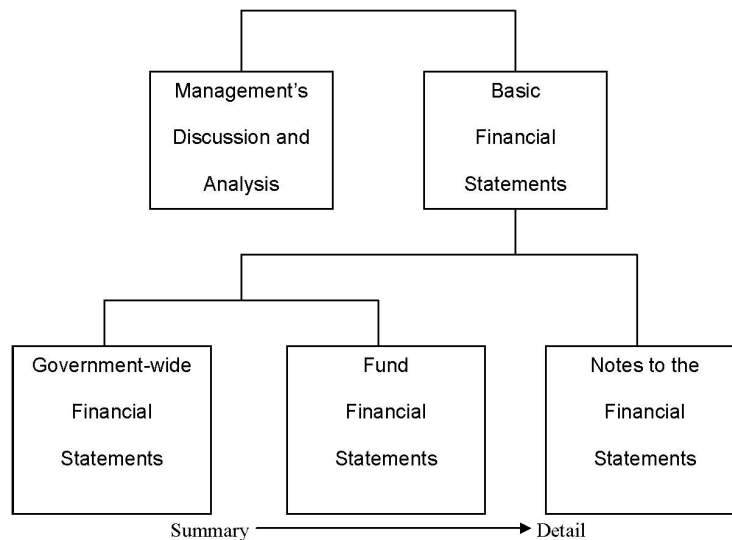 Management’s
Discussion and
Analysis
Basic
Financial
Statements
Government-wide
Financial
Statements
Fund
Financial
Statements
Notes to the
Financial
Statements
Summary
Detail